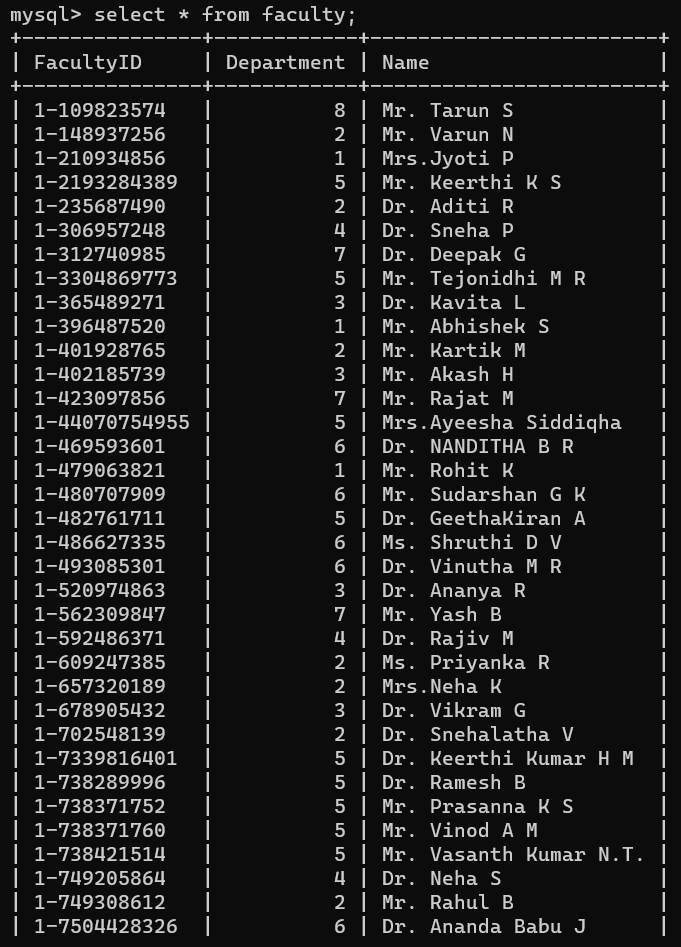 mysql> select * from faculty;
+---------------+------------+------------------------+
| FacultyID     | Department | Name                   |
+---------------+------------+------------------------+
| 1-109823574   |          8 | Mr. Tarun S            |
| 1-148937256   |          2 | Mr. Varun N            |
| 1-210934856   |          1 | Mrs.Jyoti P            |
| 1-2193284389  |          5 | Mr. Keerthi K S        |
| 1-235687490   |          2 | Dr. Aditi R            |
| 1-306957248   |          4 | Dr. Sneha P            |
| 1-312740985   |          7 | Dr. Deepak G           |
| 1-3304869773  |          5 | Mr. Tejonidhi M R      |
| 1-365489271   |          3 | Dr. Kavita L           |
| 1-396487520   |          1 | Mr. Abhishek S         |
| 1-401928765   |          2 | Mr. Kartik M           |
| 1-402185739   |          3 | Mr. Akash H            |
| 1-423097856   |          7 | Mr. Rajat M            |
| 1-44070754955 |          5 | Mrs.Ayeesha Siddiqha   |
| 1-469593601   |          6 | Dr. NANDITHA B R       |
| 1-479063821   |          1 | Mr. Rohit K            |
| 1-480707909   |          6 | Mr. Sudarshan G K      |
| 1-482761711   |          5 | Dr. GeethaKiran A      |
| 1-486627335   |          6 | Ms. Shruthi D V        |
| 1-493085301   |          6 | Dr. Vinutha M R        |
| 1-520974863   |          3 | Dr. Ananya R           |
| 1-562309847   |          7 | Mr. Yash B             |
| 1-592486371   |          4 | Dr. Rajiv M            |
| 1-609247385   |          2 | Ms. Priyanka R         |
| 1-657320189   |          2 | Mrs.Neha K             |
| 1-678905432   |          3 | Dr. Vikram G           |
| 1-702548139   |          2 | Dr. Snehalatha V       |
| 1-7339816401  |          5 | Dr. Keerthi Kumar H M  |
| 1-738289996   |          5 | Dr. Ramesh B           |
| 1-738371752   |          5 | Mr. Prasanna K S       |
| 1-738371760   |          5 | Mr. Vinod A M          |
| 1-738421514   |          5 | Mr. Vasanth Kumar N.T. |
| 1-749205864   |          4 | Dr. Neha S             |
| 1-749308612   |          2 | Mr. Rahul B            |
| 1-7504428326  |          6 | Dr. Ananda Babu J      |